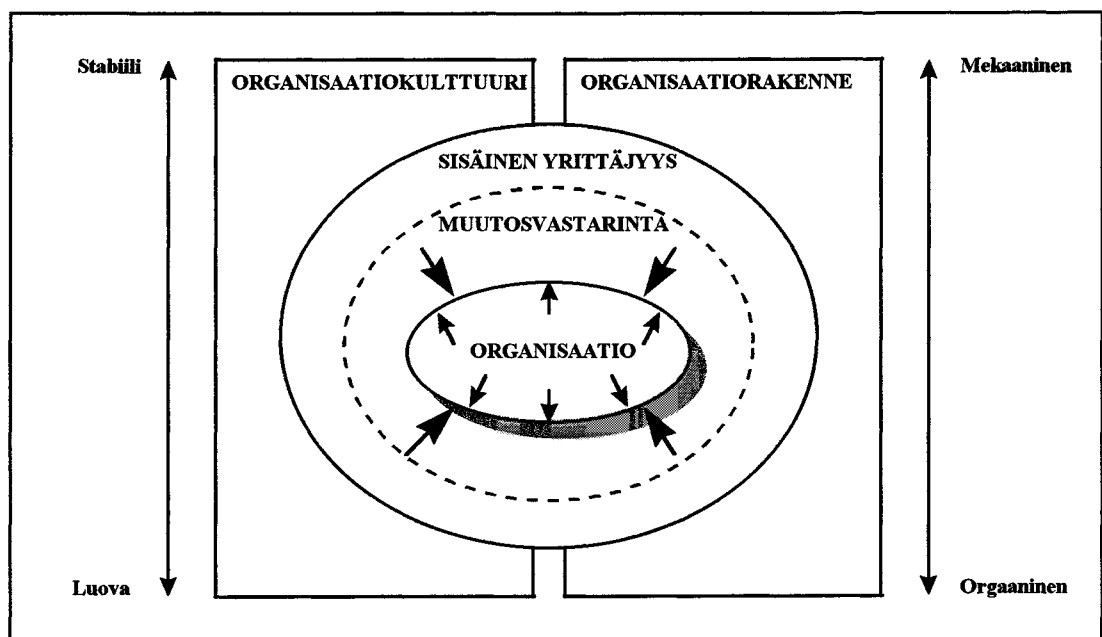 Stabiili
ORGANISAATIOKULTTUURI
ORGANISAATIORAKENNE
Mekaaninen
SISÄINEN YRITTÄJYYS
MUUTOSVASTARINTA
ORGANISAATIO
Luova
Orgaaninen